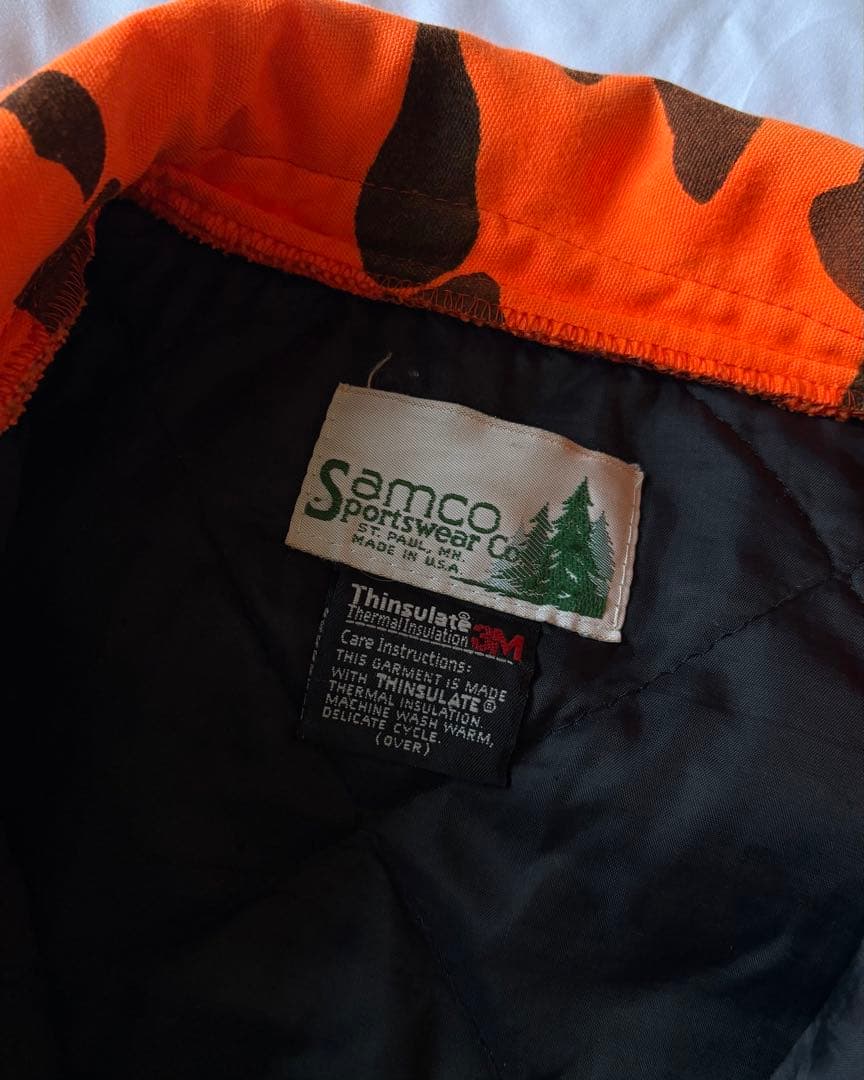 Samco
Sportswear Co
ST. PAUL, MN.
MADE IN U.S.A.
Thinsulate®
Thermal Insulation 3M
Care Instructions:
THIS GARMENT IS MADE
WITH THINSULATE®
THERMAL INSULATION.
MACHINE WASH WARM,
DELICATE CYCLE.
(OVER)